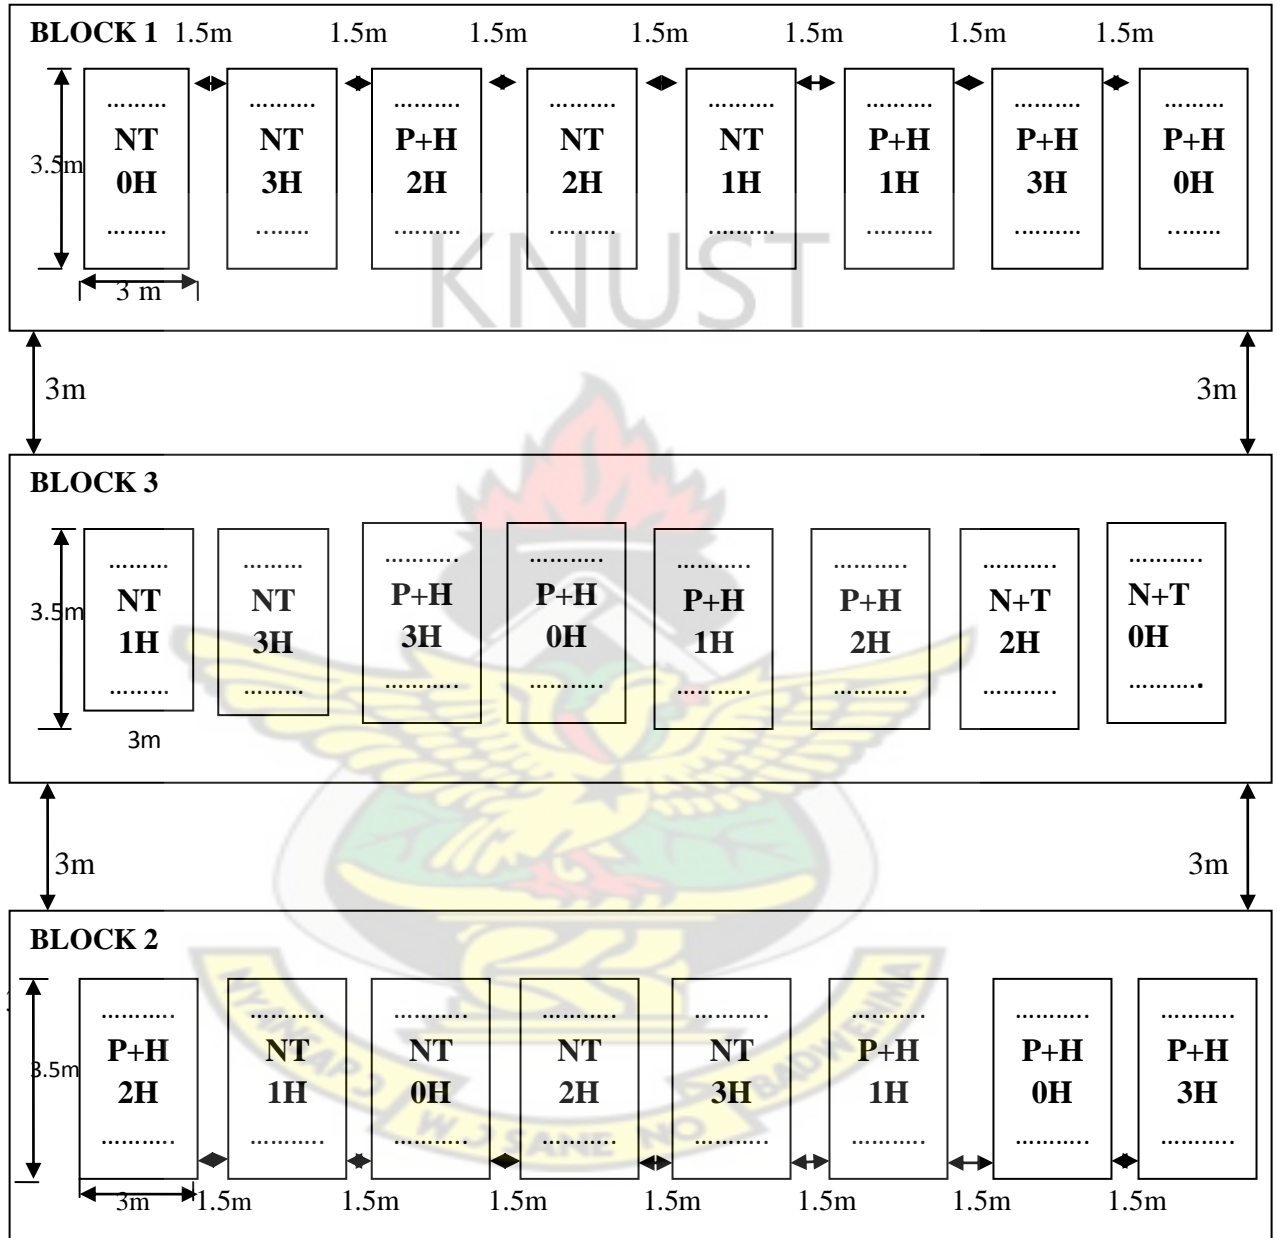 BLOCK 1 1.5m 1.5m 1.5m 1.5m 1.5m 1.5m 1.5m
.......... .......... .......... .......... .......... .......... .......... .........
NT NT P+H NT NT P+H P+H P+H
3.5m
0H 3H 2H 2H 1H 1H 3H 0H
......... ........ .......... .......... .......... .......... .......... ........
KNUST
3 m
3m 3m
BLOCK 3
.......... ......... ........... ........... ........... ........... ........... ...........
NT NT P+H P+H P+H P+H N+T N+T
3.5m
1H 3H 3H 0H 1H 2H 2H 0H
......... ......... ........... ........... ........... ........... ........... ...........
3m
3m 3m
BLOCK 2
........... ........... ........... ........... ........... ........... ........... ...........
P+H NT NT NT NT P+H P+H P+H
3.5m
2H 1H 0H 2H 3H 1H 0H 3H
........... ........... ........... ........... ........... ........... ........... ...........
NYANSAPƆ WƆSANE NO BADWENMA
3m 1.5m 1.5m 1.5m 1.5m 1.5m 1.5m 1.5m